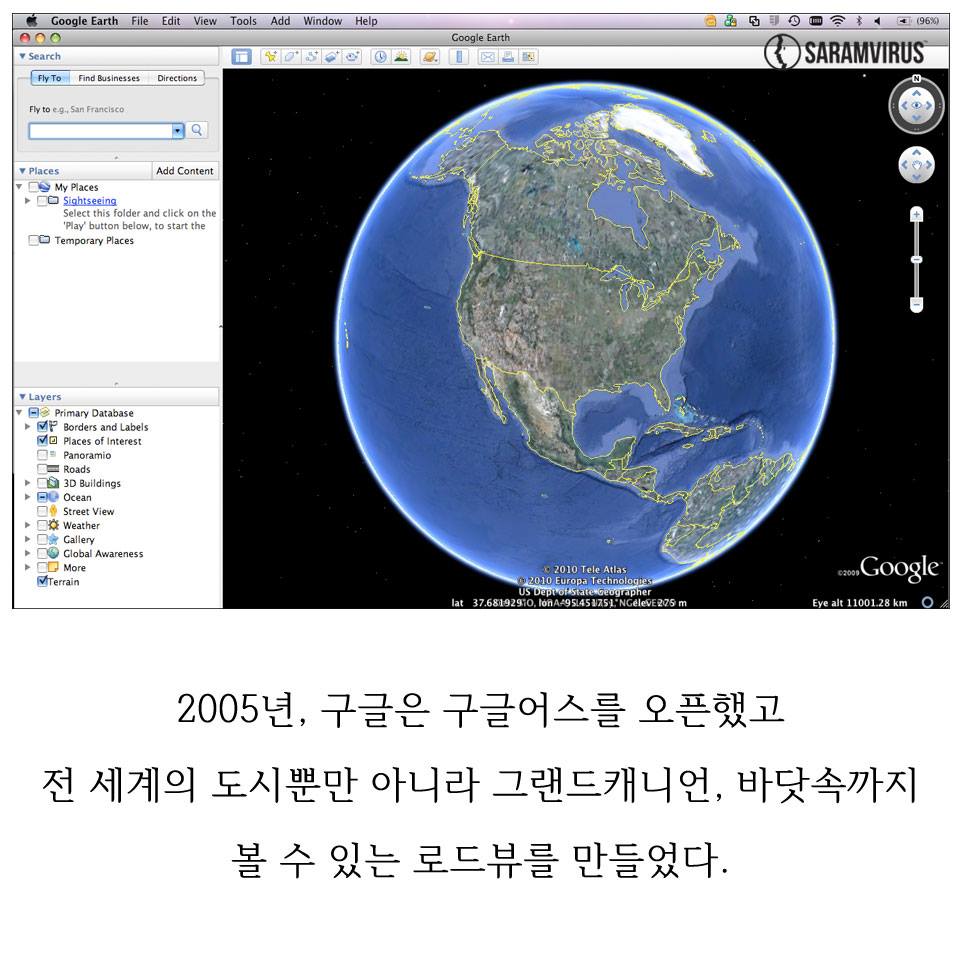 Google Earth File Edit View Tools Add Window Help (96%)
Google Earth
SARAMVIRUS
Search
Fly To Find Businesses Directions
Fly to e.g., San Francisco
N
Places Add Content
My Places
Sightseeing
Select this folder and click on the
'Play' button below, to start the
Temporary Places
Layers
Primary Database
Borders and Labels
Places of Interest
Panoramio
Roads
3D Buildings
Ocean
Street View
Weather
Gallery
Global Awareness
More
Terrain
© 2010 Tele Atlas
© 2010 Europa Technologies
US Dept of State Geographer
©2009 Google
lat 37.681929° lon -95.451751° elev 275 m
Eye alt 11001.28 km
2005년, 구글은 구글어스를 오픈했고
전 세계의 도시뿐만 아니라 그랜드캐니언, 바닷속까지
볼 수 있는 로드뷰를 만들었다.